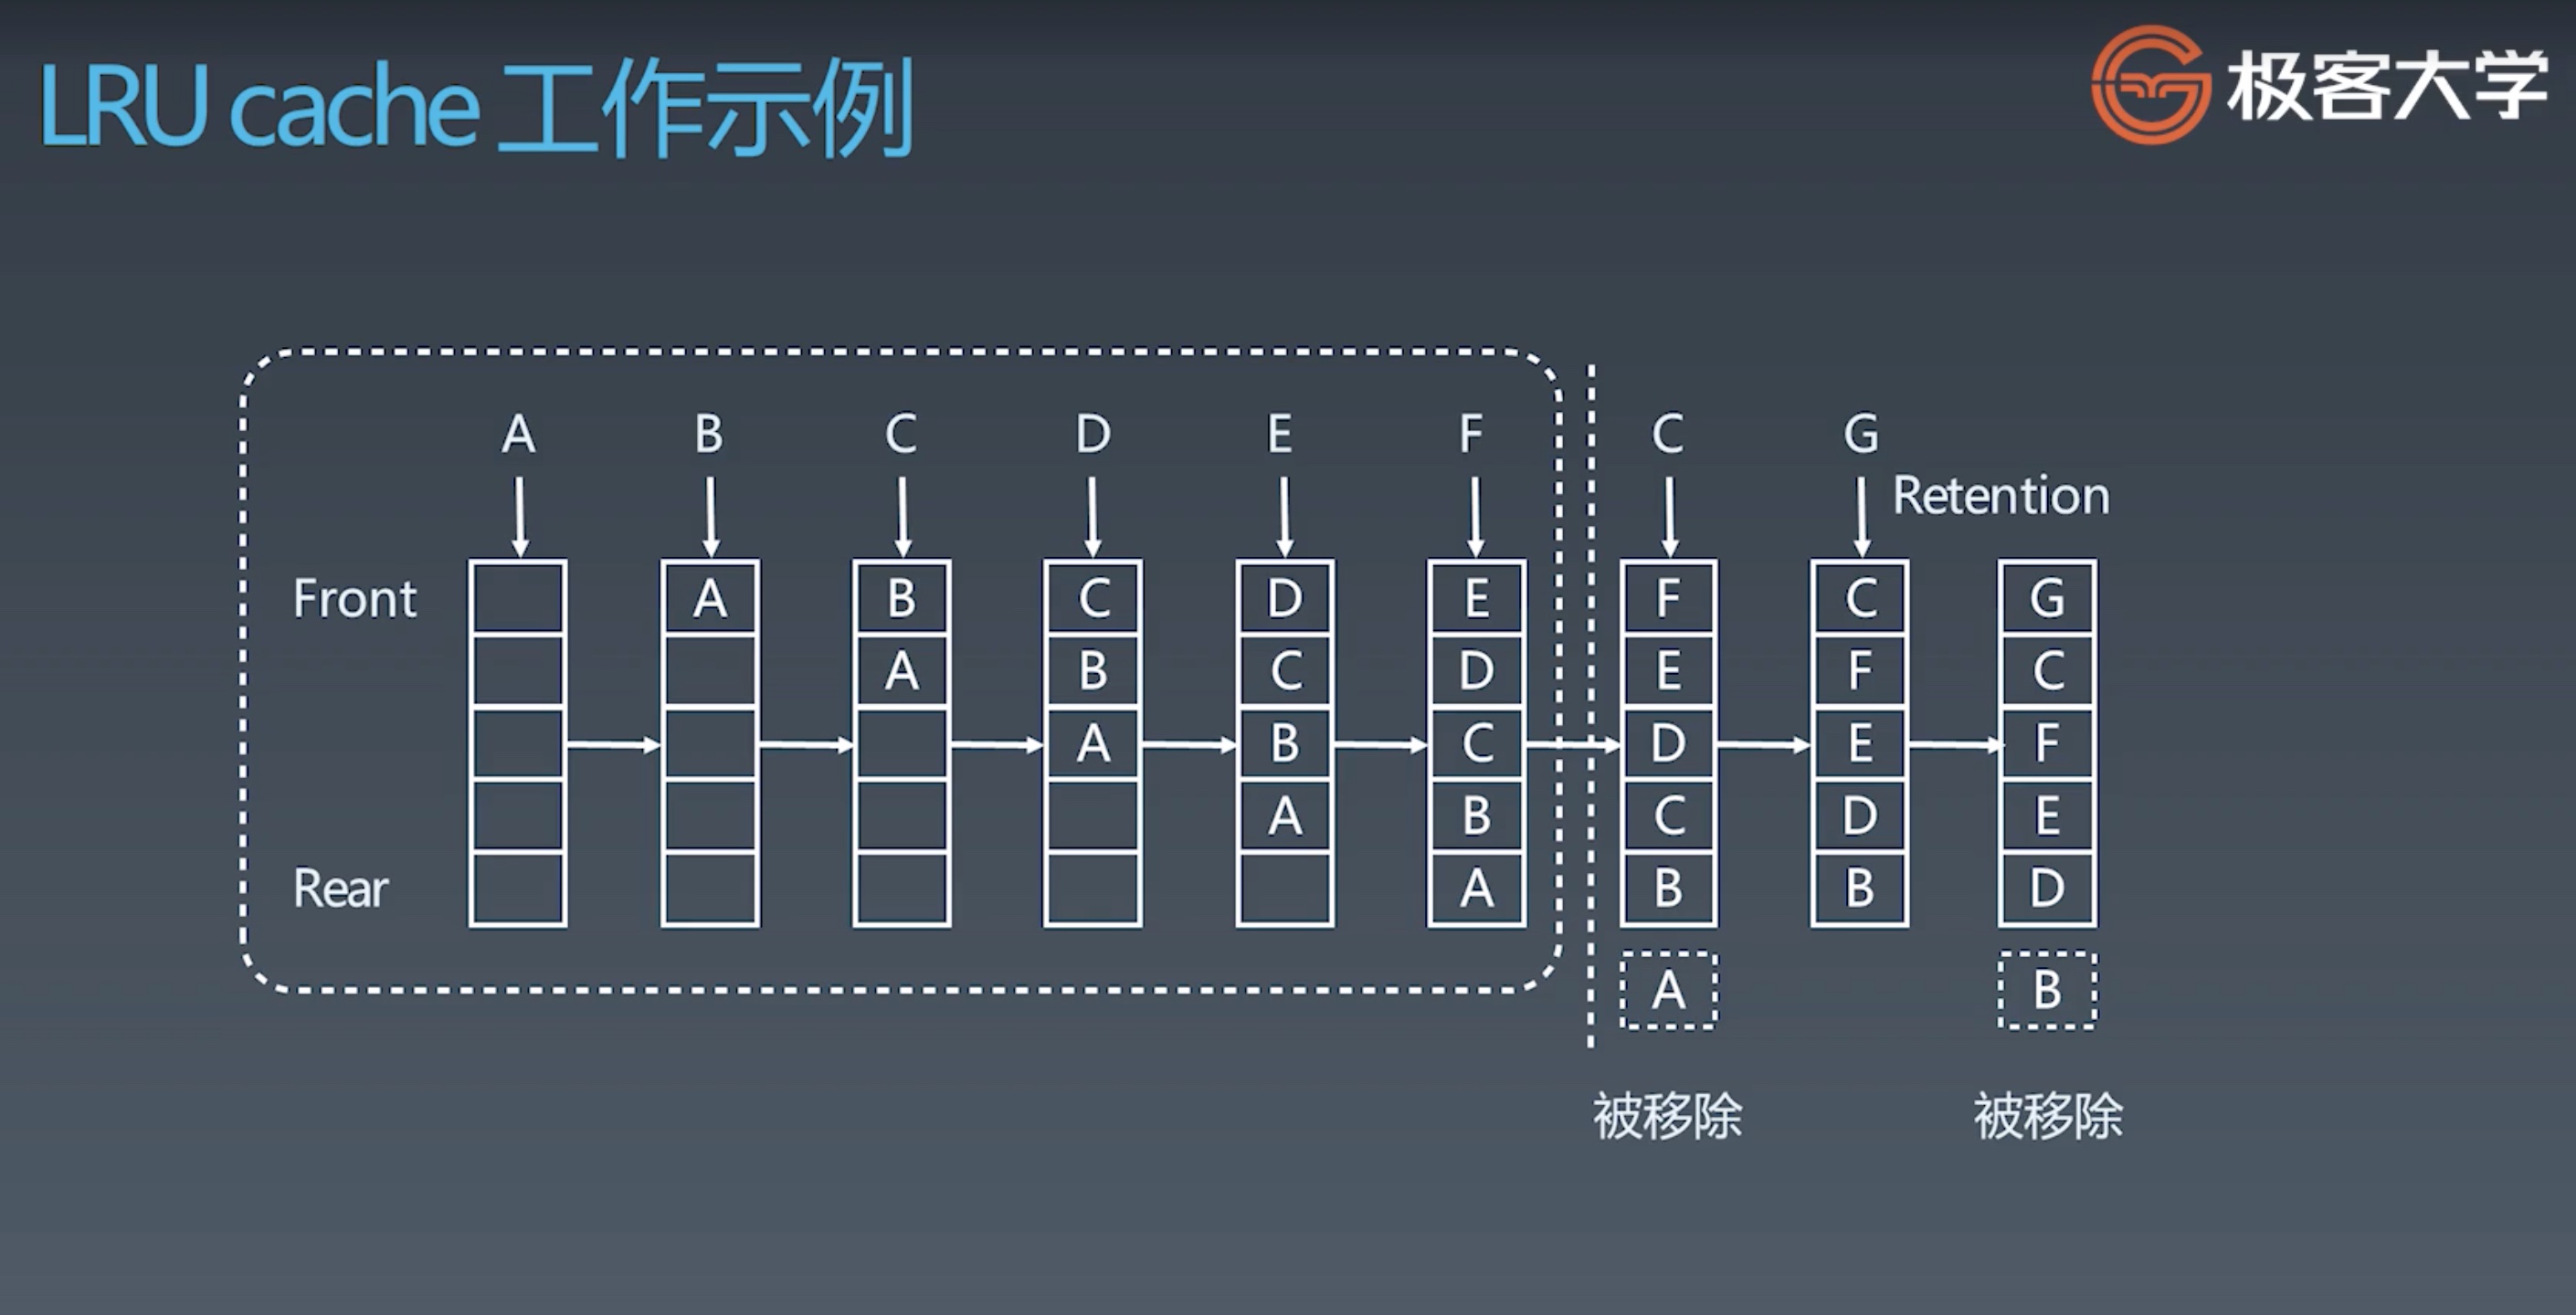 LRU cache 工作示例
极客大学
A B C D E F C G
Retention
Front A B C D E F C G
A B C D E F C
Rear
A B C D E F
A B C D E
A B B D
A B
被移除 被移除